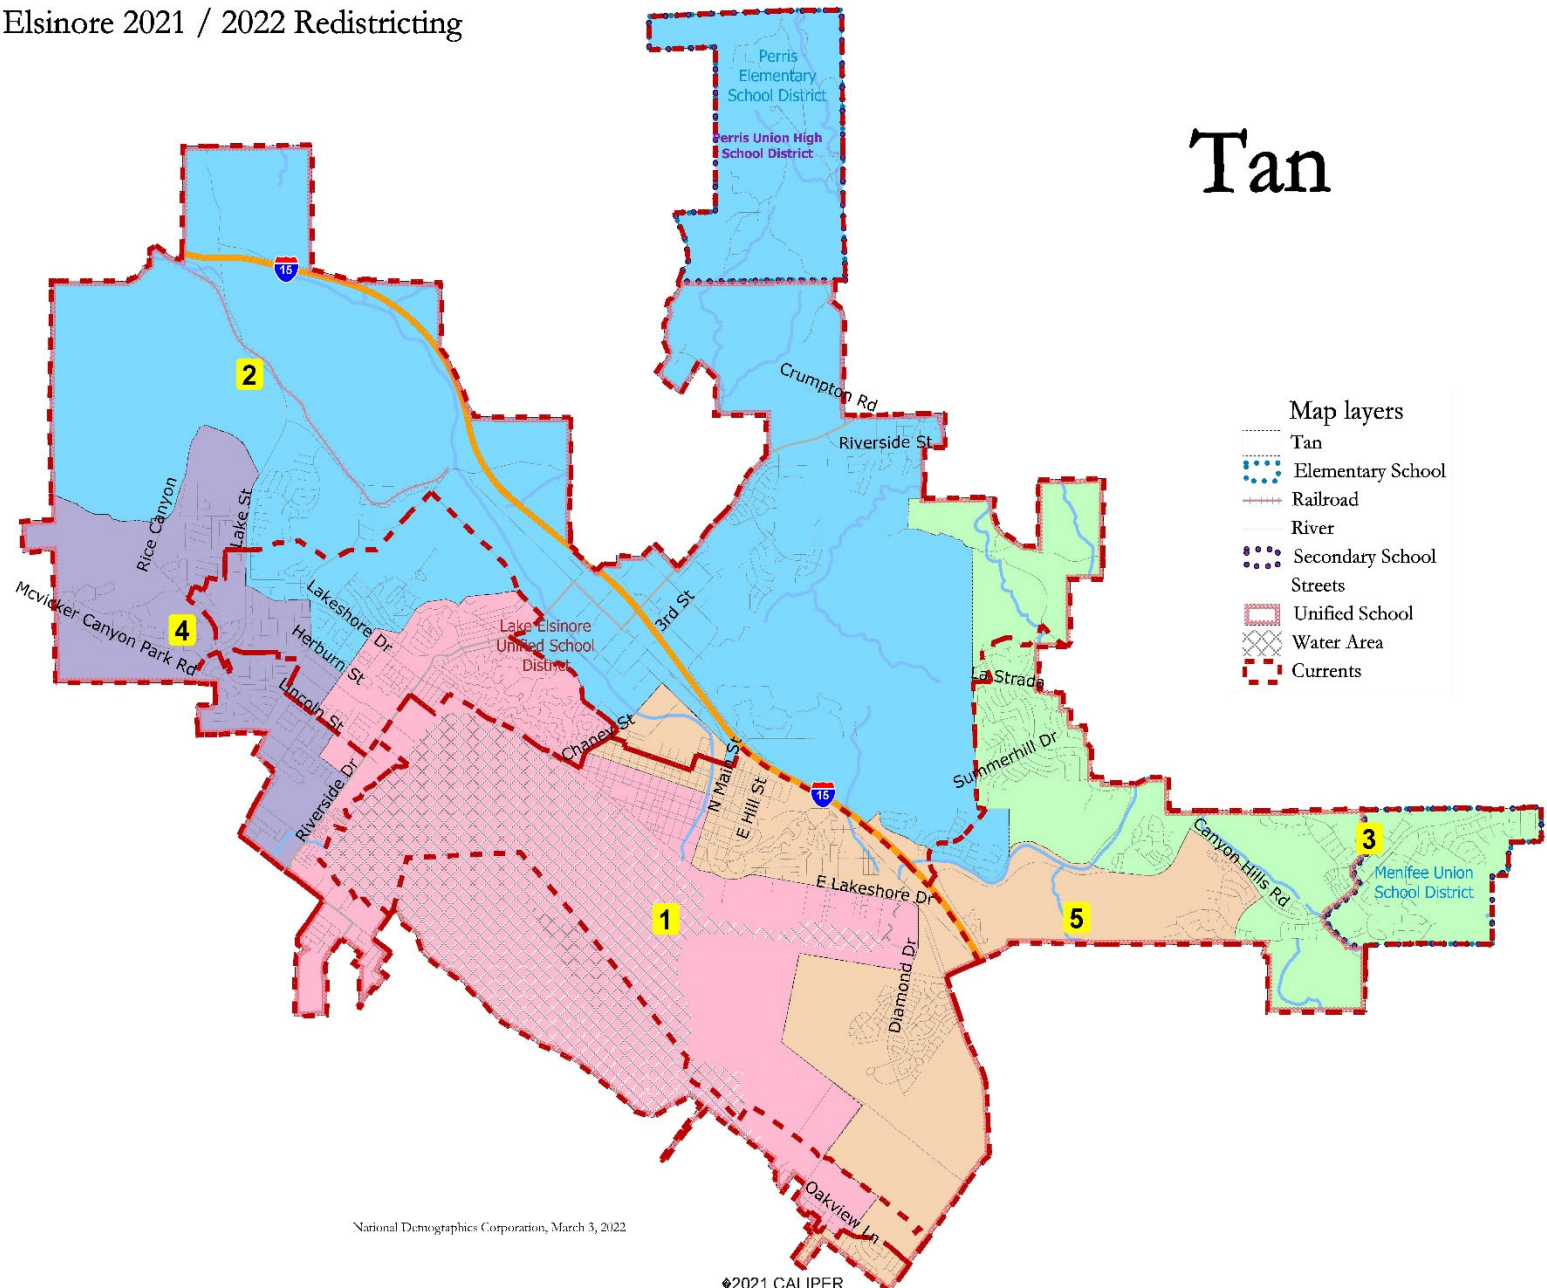 Elsinore 2021 / 2022 Redistricting
Tan
Perris
Elementary
School District
Perris Union High
School District
15
2
Crumpton Rd
Riverside St
Map layers
Tan
Elementary School
Railroad
River
Secondary School
Streets
Unified School
Water Area
Currents
Rice Canyon
Lake St
Mcvicker Canyon Park Rd
4
Lakeshore Dr
Herburn St
Lincoln St
Riverside Dr
Lake Elsinore
Unified School
District
3rd St
Chaney St
N Main St
E Hill St
15
La Strada
Summerhill Dr
Canyon Hills Rd
3
Menifee Union
School District
E Lakeshore Dr
5
1
Diamond Dr
Oakview Ln
National Demographics Corporation, March 3, 2022
�2021 CALIPER